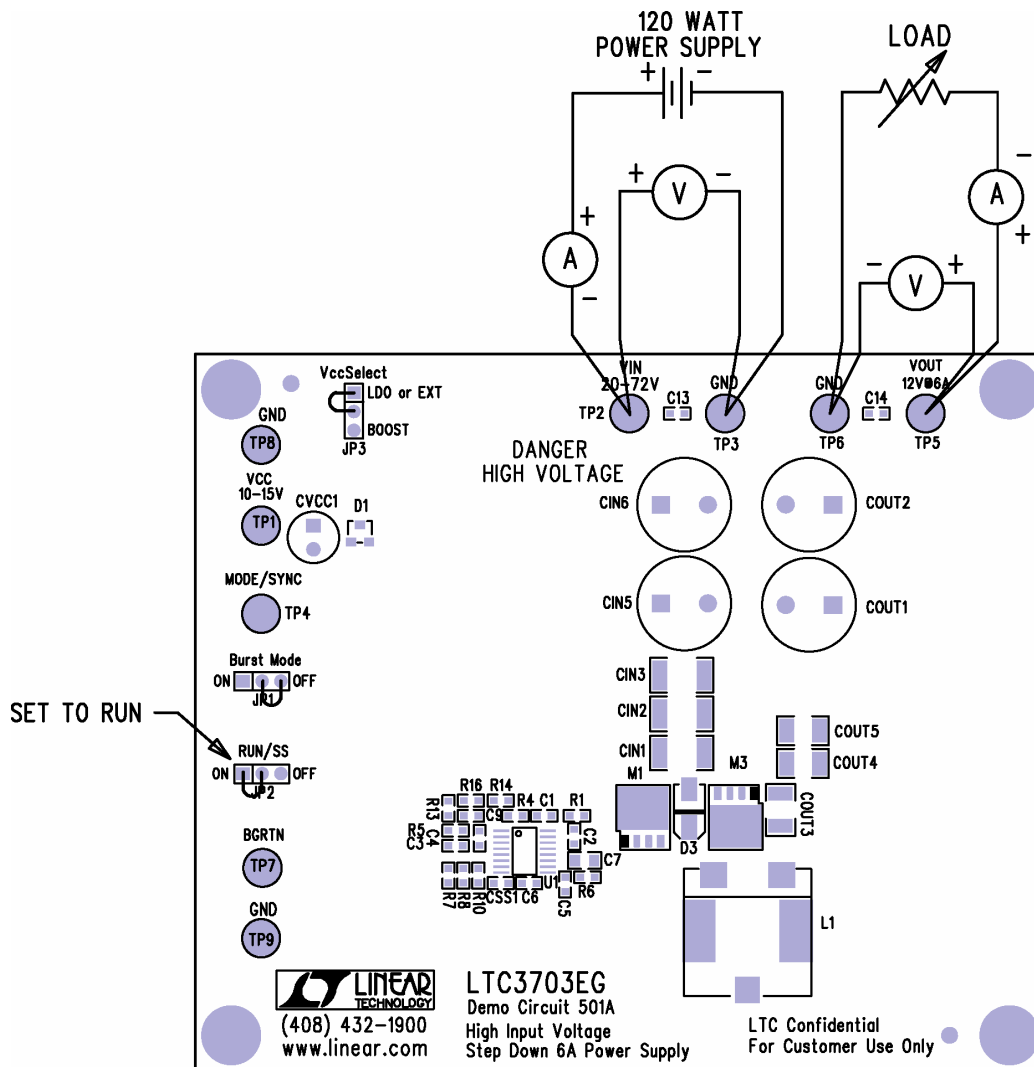 120 WATT
POWER SUPPLY
LOAD
+ -
+ V -
-
A
+
+
A
-
- V +
VccSelect
LDO or EXT
BOOST
JP3
VIN
20-72V
GND
GND
VOUT
12V@6A
TP2
C13
TP3
TP6
C14
TP5
GND
TP8
DANGER
HIGH VOLTAGE
VCC
10-15V
TP1
CVCC1
D1
CIN6
COUT2
MODE/SYNC
TP4
CIN5
COUT1
Burst Mode
ON
OFF
JP1
CIN3
CIN2
CIN1
SET TO RUN
RUN/SS
ON
OFF
JP2
COUT5
COUT4
M1
M3
COUT3
D3
R16
R14
R13
C9
R4
C1
R1
R5
C3
C4
C2
C7
U1
R6
R7
R8
R10
CSS1
C6
C5
BGRTN
TP7
GND
TP9
L1
LT LINEAR
TECHNOLOGY
(408) 432-1900
www.linear.com
LTC3703EG
Demo Circuit 501A
High Input Voltage
Step Down 6A Power Supply
LTC Confidential
For Customer Use Only